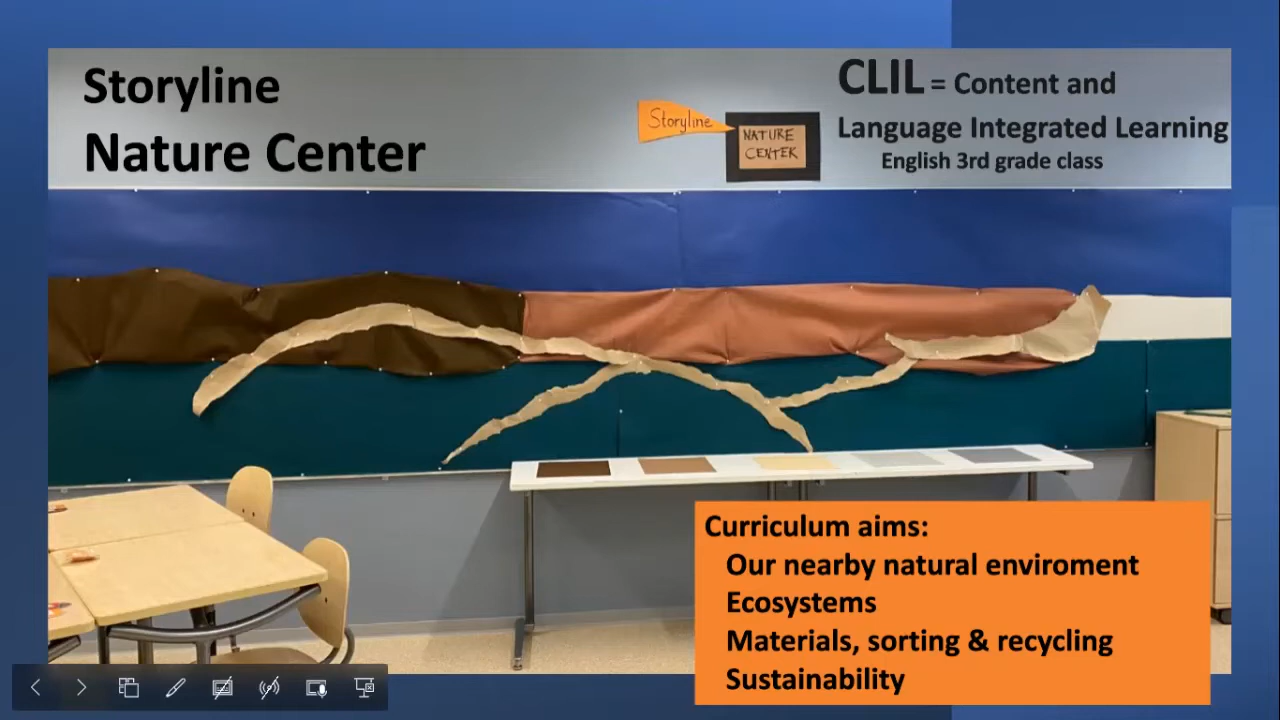 Storyline
Nature Center
Storyline
NATURE
CENTER
CLIL = Content and
Language Integrated Learning
English 3rd grade class
Curriculum aims:
Our nearby natural enviroment
Ecosystems
Materials, sorting & recycling
Sustainability